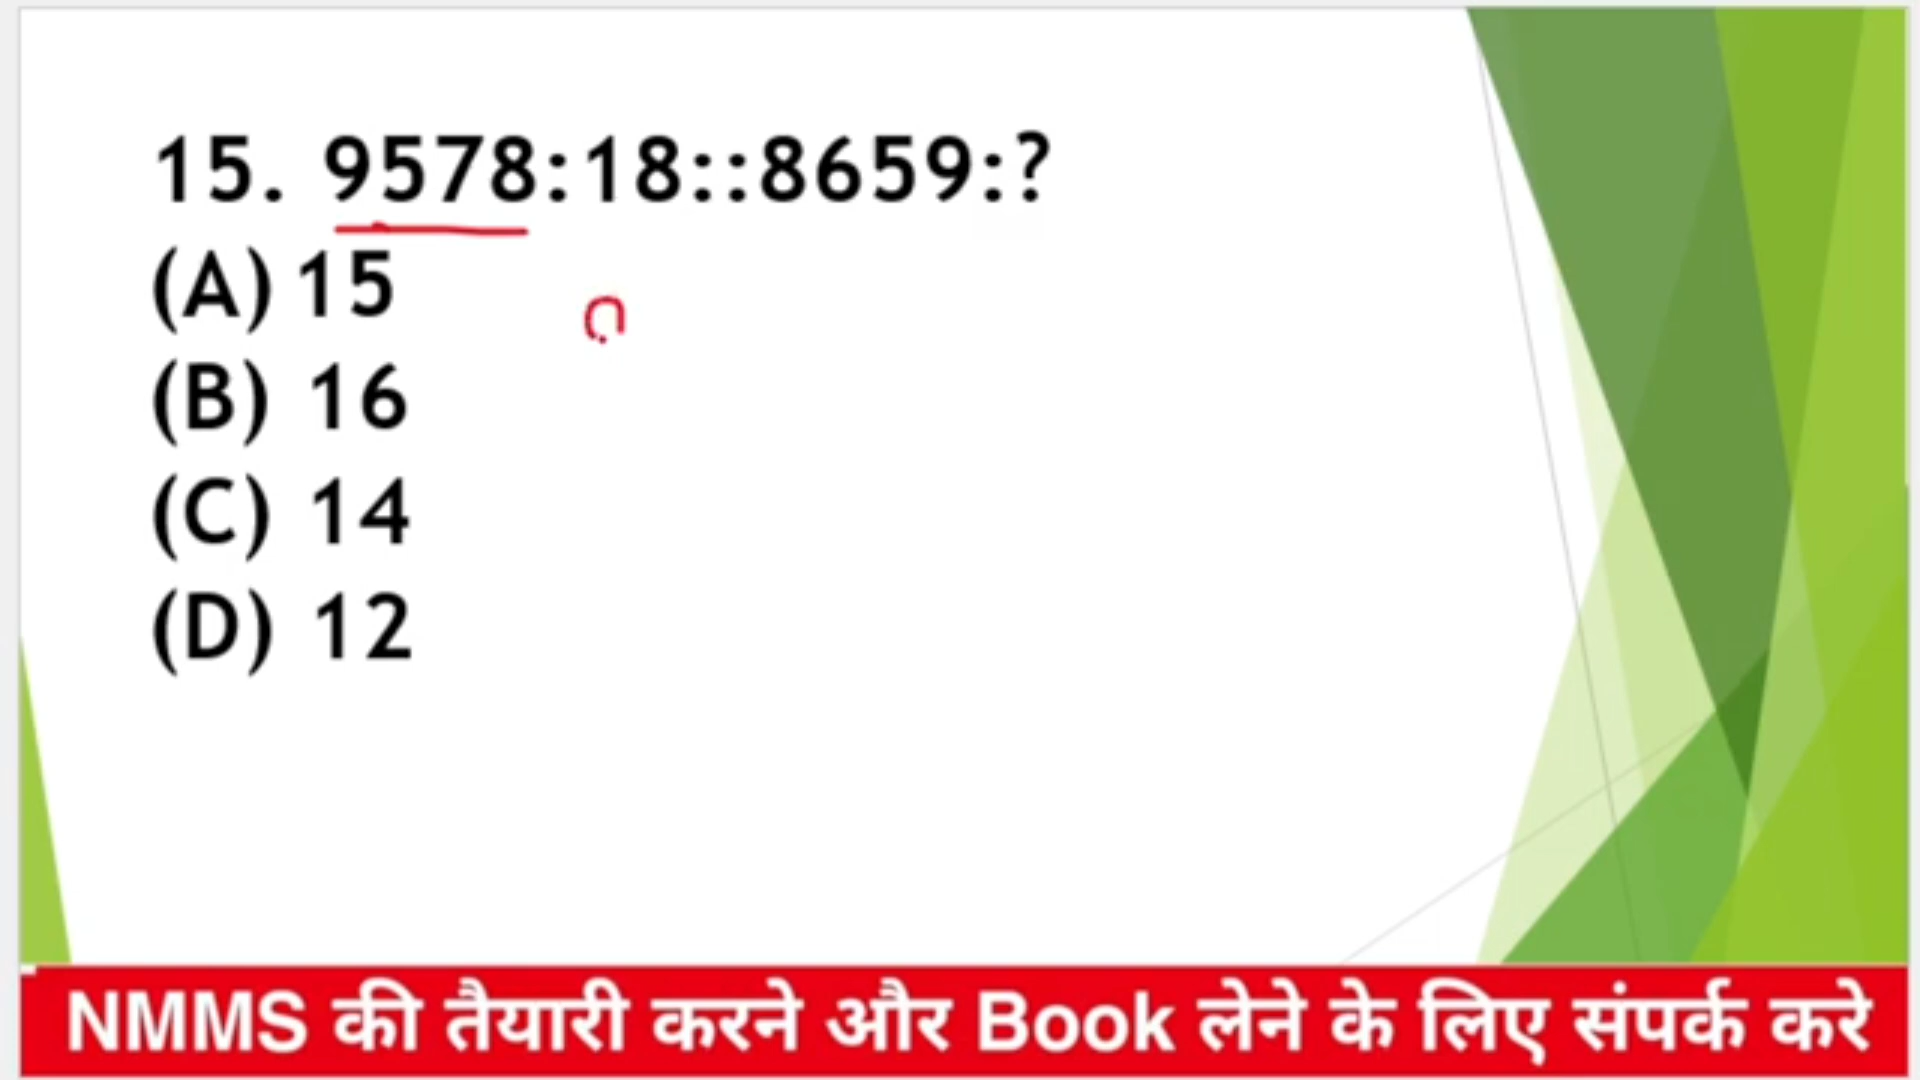 15. 9578:18::8659:?
(A) 15
(B) 16
(C) 14
(D) 12
NMMS की तैयारी करने और Book लेने के लिए संपर्क करे